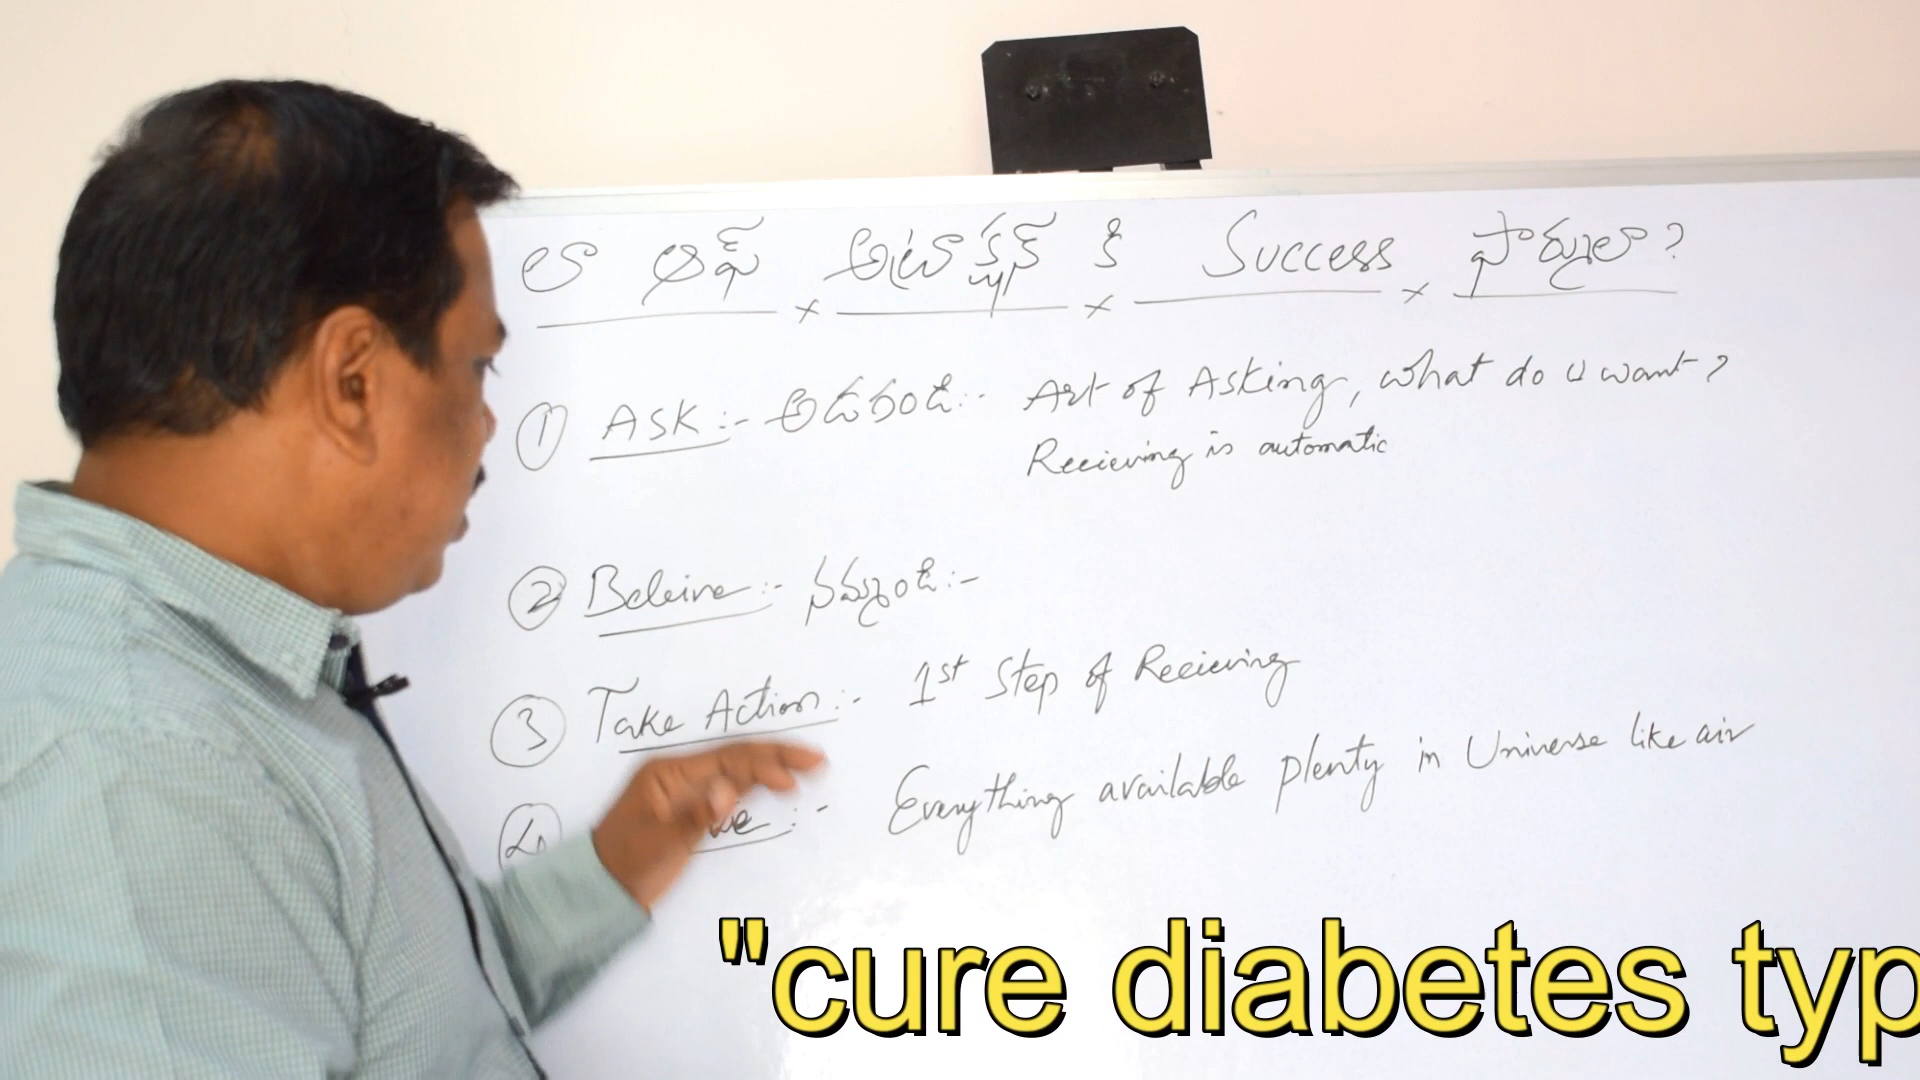 లా ఆఫ్ అట్రాక్షన్ కి Success ఫార్ములా?
① ASK:- అడగండి:- Art of Asking, what do u want?
Recieving is automatic
② Beleive:- నమ్మండి:-
③ Take Action:- 1st Step of Recieving
④ :- Everything available plenty in Universe like air
"cure diabetes typ